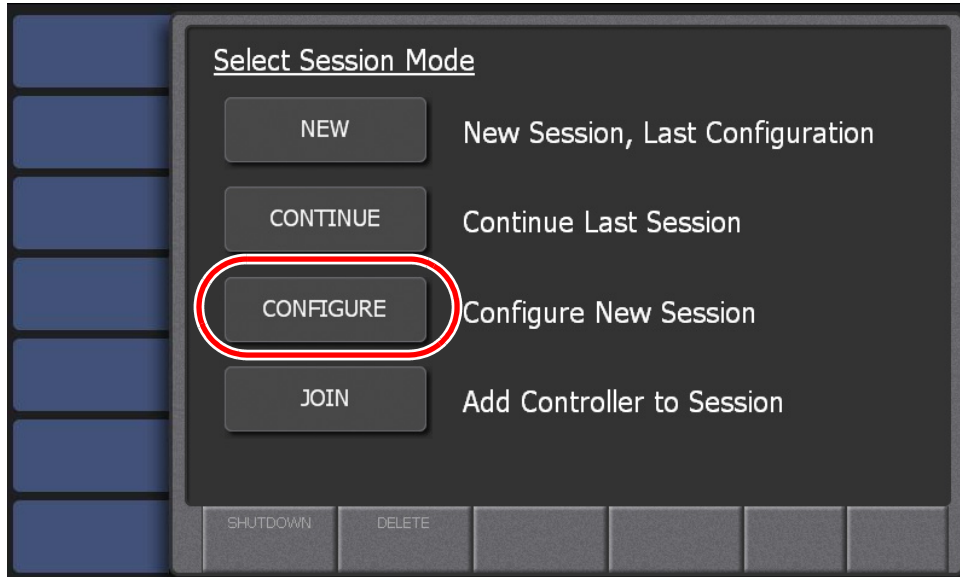 Select Session Mode
NEW New Session, Last Configuration
CONTINUE Continue Last Session
CONFIGURE Configure New Session
JOIN Add Controller to Session
SHUTDOWN DELETE